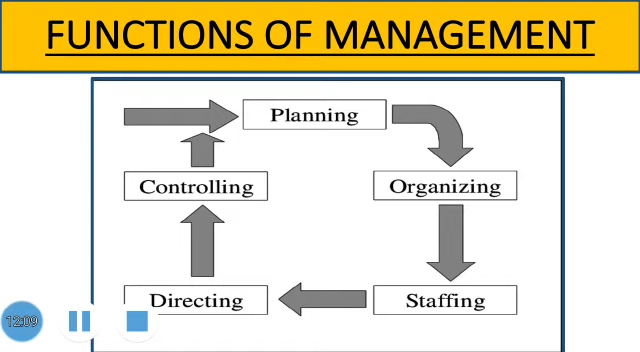 FUNCTIONS OF MANAGEMENT
Planning
Controlling
Organizing
Directing
Staffing
12:09